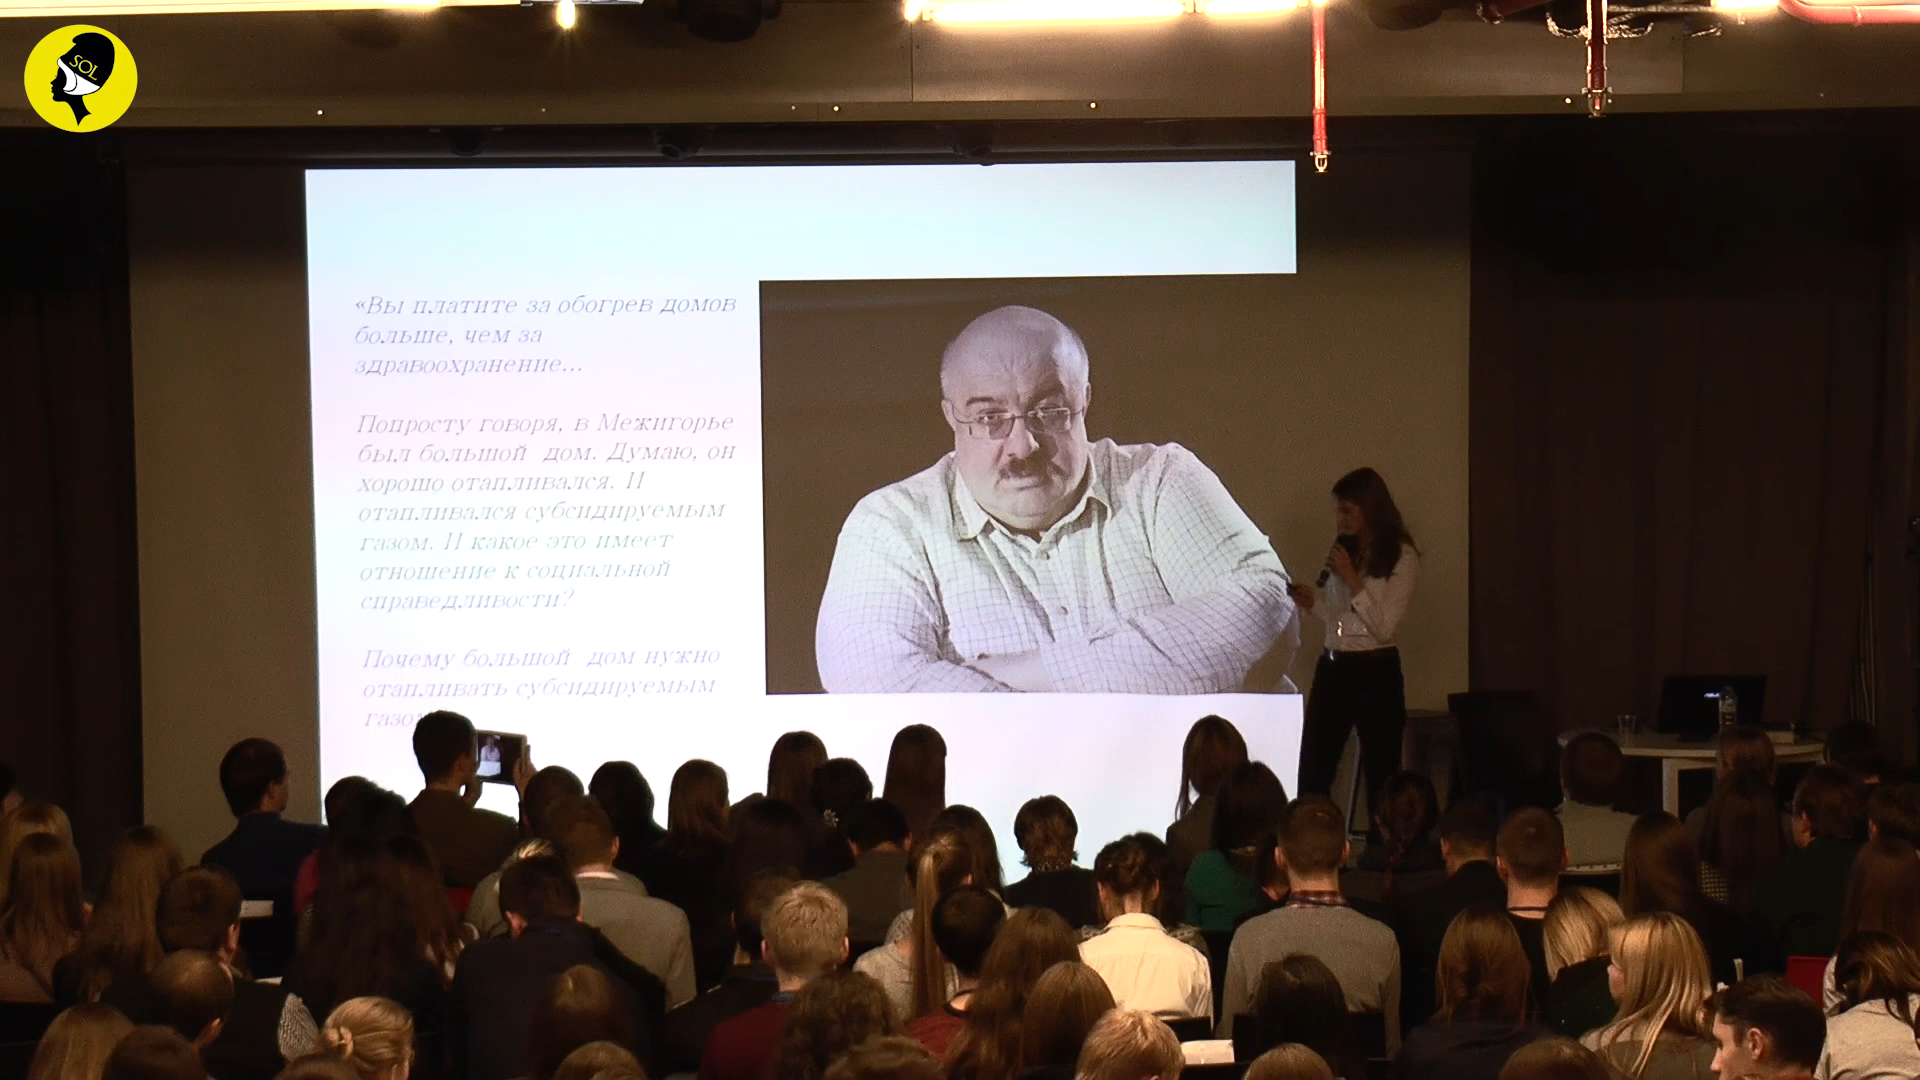 SOL
«Вы платите за обогрев домов
больше, чем за
здравоохранение...
Попросту говоря, в Межигорье
был большой дом. Думаю, он
хорошо отапливался. И
отапливался субсидируемым
газом. И какое это имеет
отношение к социальной
справедливости?
Почему большой дом нужно
отапливать субсидируемым